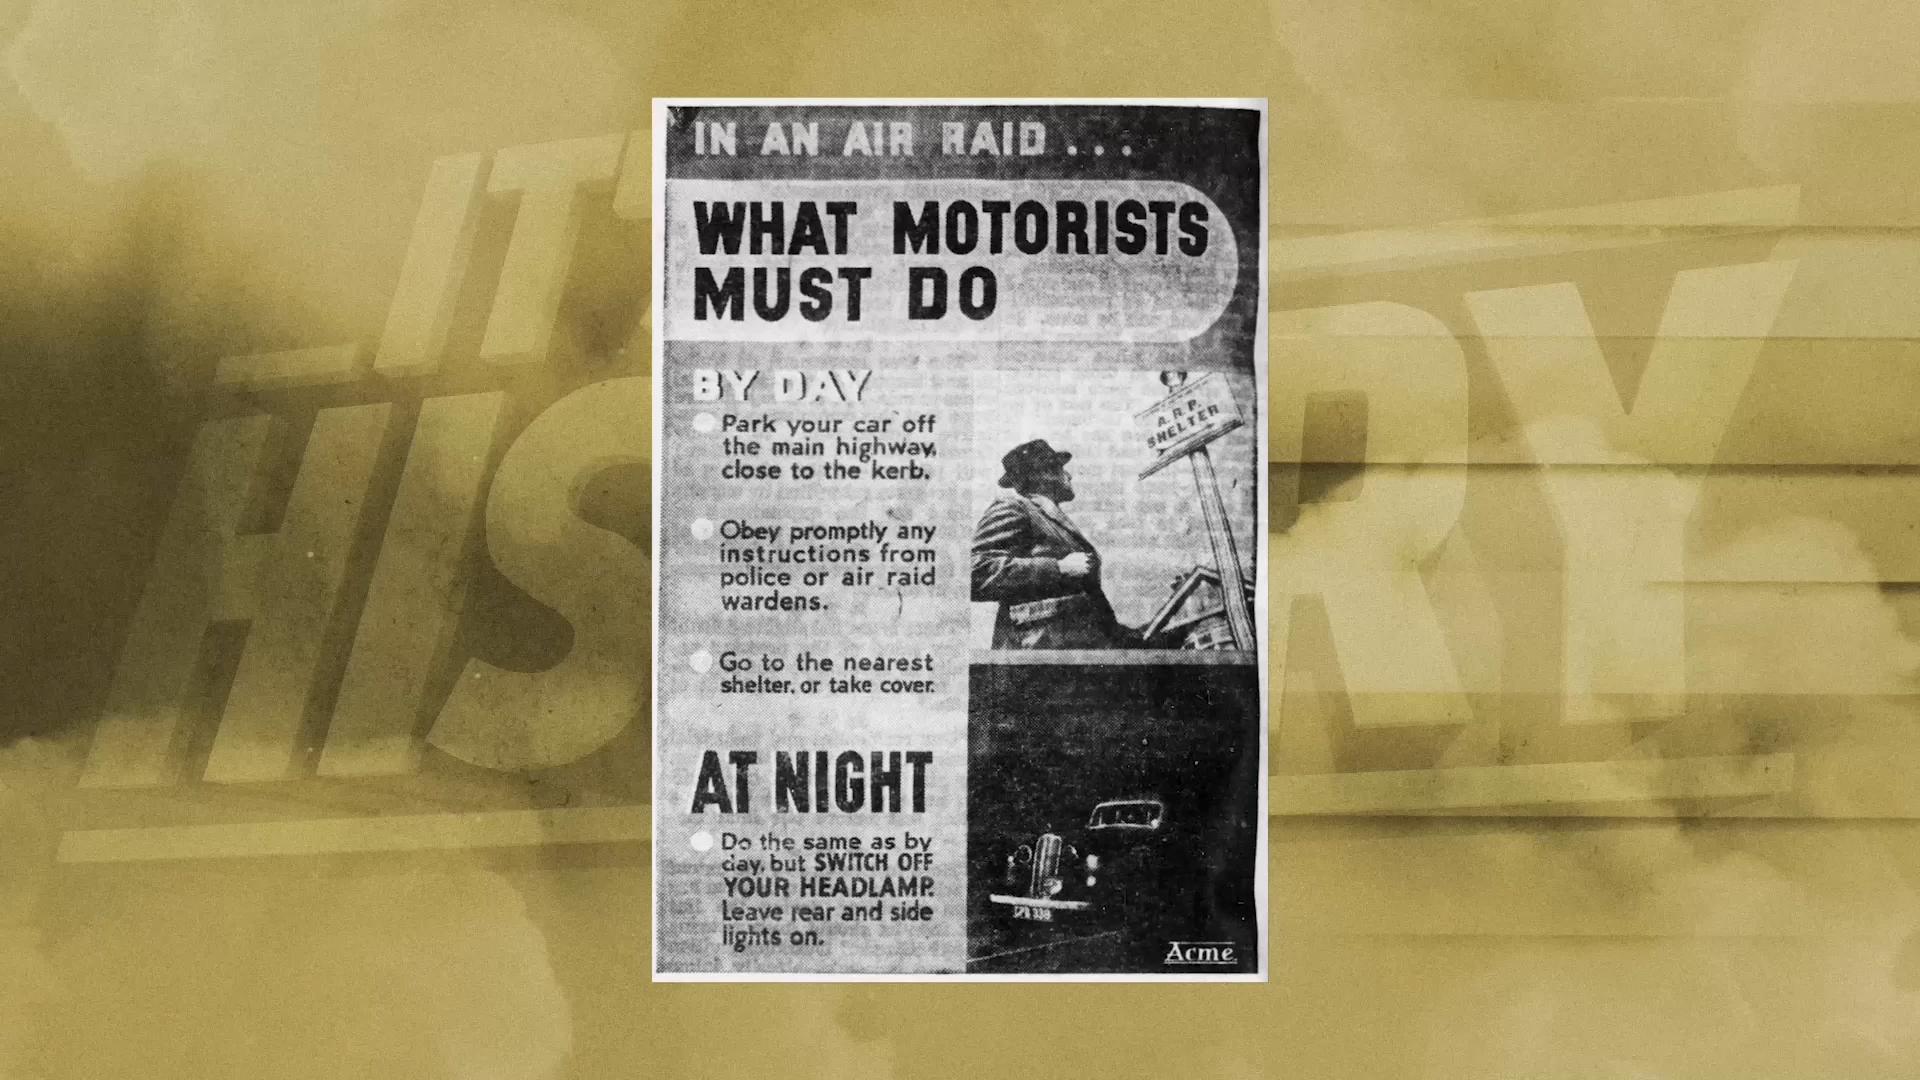 IT'S
HISTORY
IN AN AIR RAID...
WHAT MOTORISTS
MUST DO
BY DAY
Park your car off
the main highway,
close to the kerb.
Obey promptly any
instructions from
police or air raid
wardens.
Go to the nearest
shelter, or take cover.
A.R.P.
SHELTER
AT NIGHT
Do the same as by
day, but SWITCH OFF
YOUR HEADLAMP.
Leave rear and side
lights on.
Acme